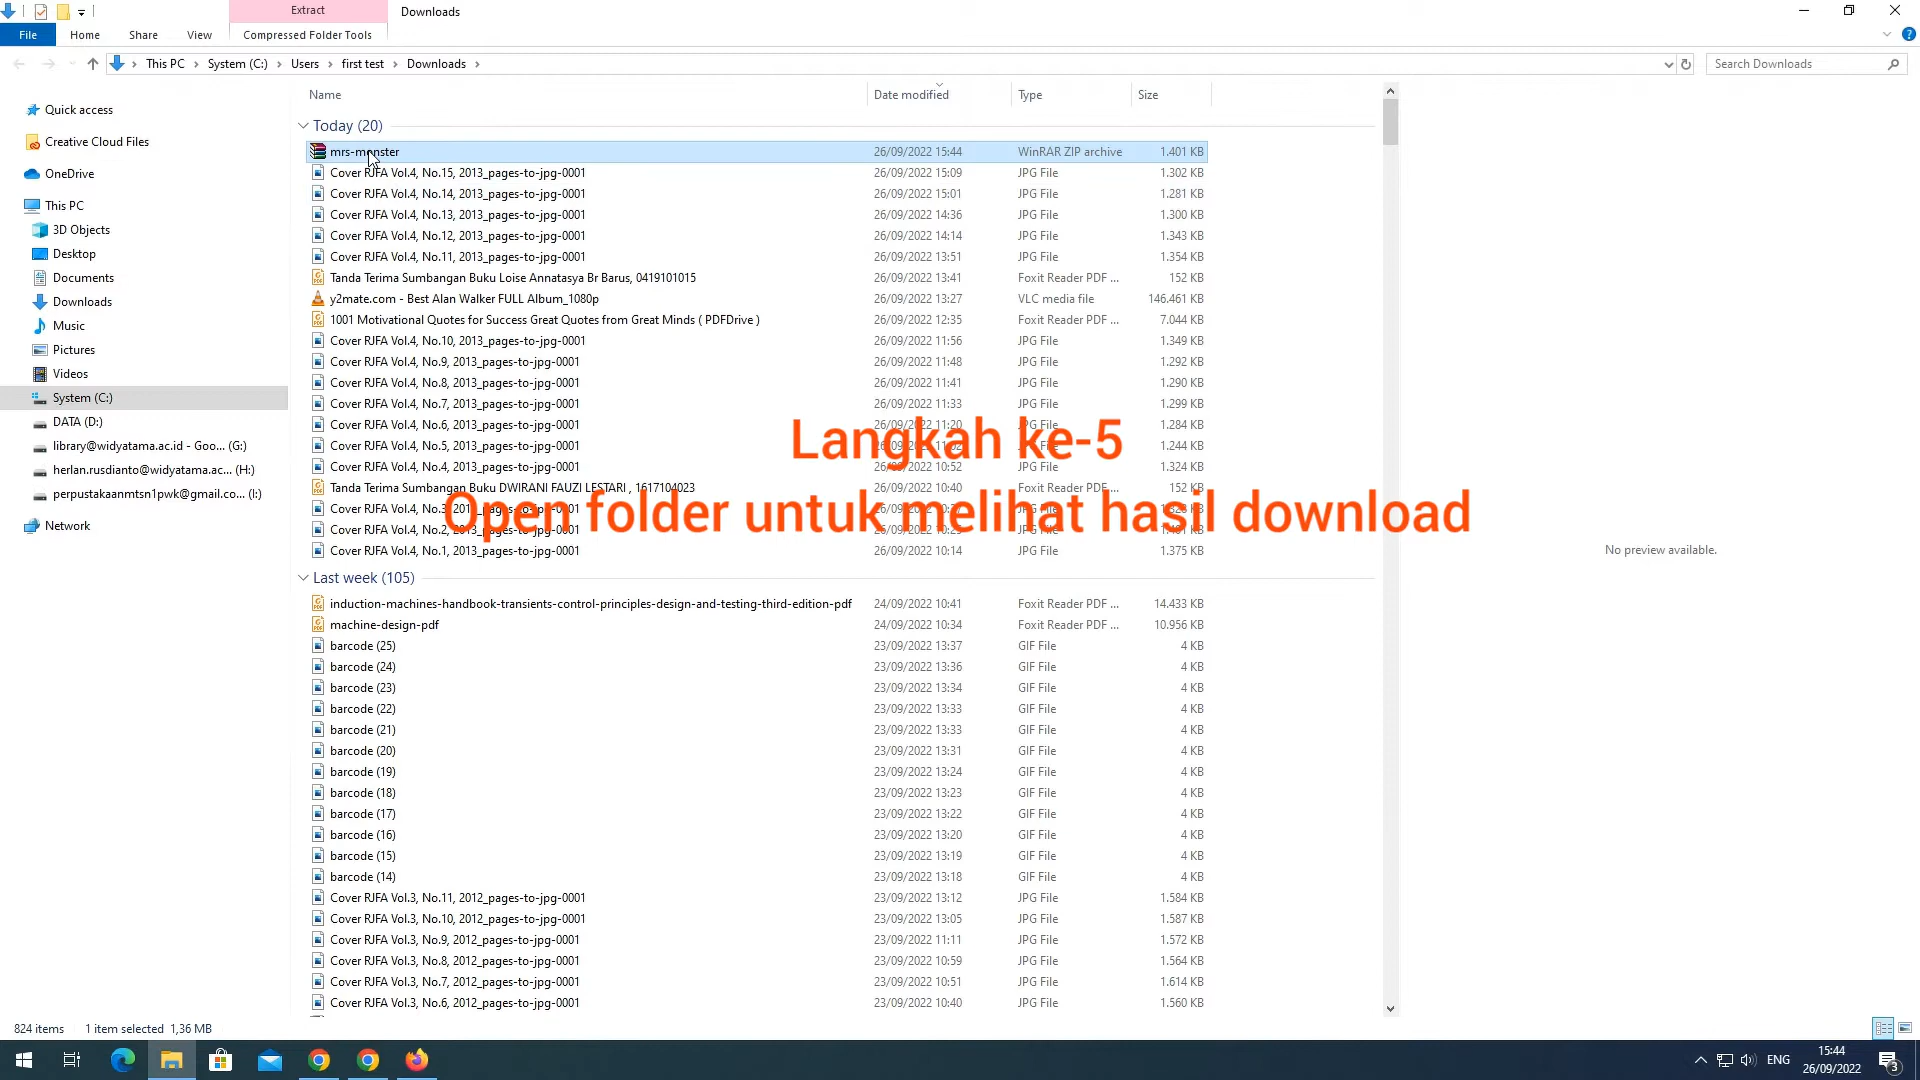 Extract
Downloads
File
Home
Share
View
Compressed Folder Tools
This PC
System (C:)
Users
first test
Downloads
Search Downloads
Quick access
Creative Cloud Files
OneDrive
This PC
3D Objects
Desktop
Documents
Downloads
Music
Pictures
Videos
System (C:)
DATA (D:)
library@widyatama.ac.id - Goo... (G:)
herlan.rusdianto@widyatama.ac... (H:)
perpustakaanmtsn1pwk@gmail.co... (I:)
Network
Name Date modified Type Size
Today (20)
mrs-monster 26/09/2022 15:44 WinRAR ZIP archive 1.401 KB
Cover RJFA Vol.4, No.15, 2013_pages-to-jpg-0001 26/09/2022 15:09 JPG File 1.302 KB
Cover RJFA Vol.4, No.14, 2013_pages-to-jpg-0001 26/09/2022 15:01 JPG File 1.281 KB
Cover RJFA Vol.4, No.13, 2013_pages-to-jpg-0001 26/09/2022 14:36 JPG File 1.300 KB
Cover RJFA Vol.4, No.12, 2013_pages-to-jpg-0001 26/09/2022 14:14 JPG File 1.343 KB
Cover RJFA Vol.4, No.11, 2013_pages-to-jpg-0001 26/09/2022 13:51 JPG File 1.354 KB
Tanda Terima Sumbangan Buku Loise Annatasya Br Barus, 0419101015 26/09/2022 13:41 Foxit Reader PDF ... 152 KB
y2mate.com - Best Alan Walker FULL Album_1080p 26/09/2022 13:27 VLC media file 146.461 KB
1001 Motivational Quotes for Success Great Quotes from Great Minds ( PDFDrive ) 26/09/2022 12:35 Foxit Reader PDF ... 7.044 KB
Cover RJFA Vol.4, No.10, 2013_pages-to-jpg-0001 26/09/2022 11:56 JPG File 1.349 KB
Cover RJFA Vol.4, No.9, 2013_pages-to-jpg-0001 26/09/2022 11:48 JPG File 1.292 KB
Cover RJFA Vol.4, No.8, 2013_pages-to-jpg-0001 26/09/2022 11:41 JPG File 1.290 KB
Cover RJFA Vol.4, No.7, 2013_pages-to-jpg-0001 26/09/2022 11:33 JPG File 1.299 KB
Cover RJFA Vol.4, No.6, 2013_pages-to-jpg-0001 26/09/2022 11:20 JPG File 1.284 KB
Langkah ke-5
Cover RJFA Vol.4, No.5, 2013_pages-to-jpg-0001 JPG File 1.244 KB
Cover RJFA Vol.4, No.4, 2013_pages-to-jpg-0001 26/09/2022 10:52 JPG File 1.324 KB
Tanda Terima Sumbangan Buku DWIRANI FAUZI LESTARI , 1617104023 26/09/2022 10:40 Foxit Reader PDF ... 152 KB
Open folder untuk melihat hasil download
Cover RJFA Vol.4, No.3,
Cover RJFA Vol.4, No.2, 2013_pages-to-jpg-0001 JPG File
Cover RJFA Vol.4, No.1, 2013_pages-to-jpg-0001 26/09/2022 10:14 JPG File 1.375 KB
Last week (105)
induction-machines-handbook-transients-control-principles-design-and-testing-third-edition-pdf 24/09/2022 10:41 Foxit Reader PDF ... 14.433 KB
machine-design-pdf 24/09/2022 10:34 Foxit Reader PDF ... 10.956 KB
barcode (25) 23/09/2022 13:37 GIF File 4 KB
barcode (24) 23/09/2022 13:36 GIF File 4 KB
barcode (23) 23/09/2022 13:34 GIF File 4 KB
barcode (22) 23/09/2022 13:33 GIF File 4 KB
barcode (21) 23/09/2022 13:33 GIF File 4 KB
barcode (20) 23/09/2022 13:31 GIF File 4 KB
barcode (19) 23/09/2022 13:24 GIF File 4 KB
barcode (18) 23/09/2022 13:23 GIF File 4 KB
barcode (17) 23/09/2022 13:22 GIF File 4 KB
barcode (16) 23/09/2022 13:20 GIF File 4 KB
barcode (15) 23/09/2022 13:19 GIF File 4 KB
barcode (14) 23/09/2022 13:18 GIF File 4 KB
Cover RJFA Vol.3, No.11, 2012_pages-to-jpg-0001 23/09/2022 13:12 JPG File 1.584 KB
Cover RJFA Vol.3, No.10, 2012_pages-to-jpg-0001 23/09/2022 13:05 JPG File 1.587 KB
Cover RJFA Vol.3, No.9, 2012_pages-to-jpg-0001 23/09/2022 11:11 JPG File 1.572 KB
Cover RJFA Vol.3, No.8, 2012_pages-to-jpg-0001 23/09/2022 10:59 JPG File 1.564 KB
Cover RJFA Vol.3, No.7, 2012_pages-to-jpg-0001 23/09/2022 10:51 JPG File 1.614 KB
Cover RJFA Vol.3, No.6, 2012_pages-to-jpg-0001 23/09/2022 10:40 JPG File 1.560 KB
No preview available.
824 items 1 item selected 1,36 MB
ENG
15:44
26/09/2022
3